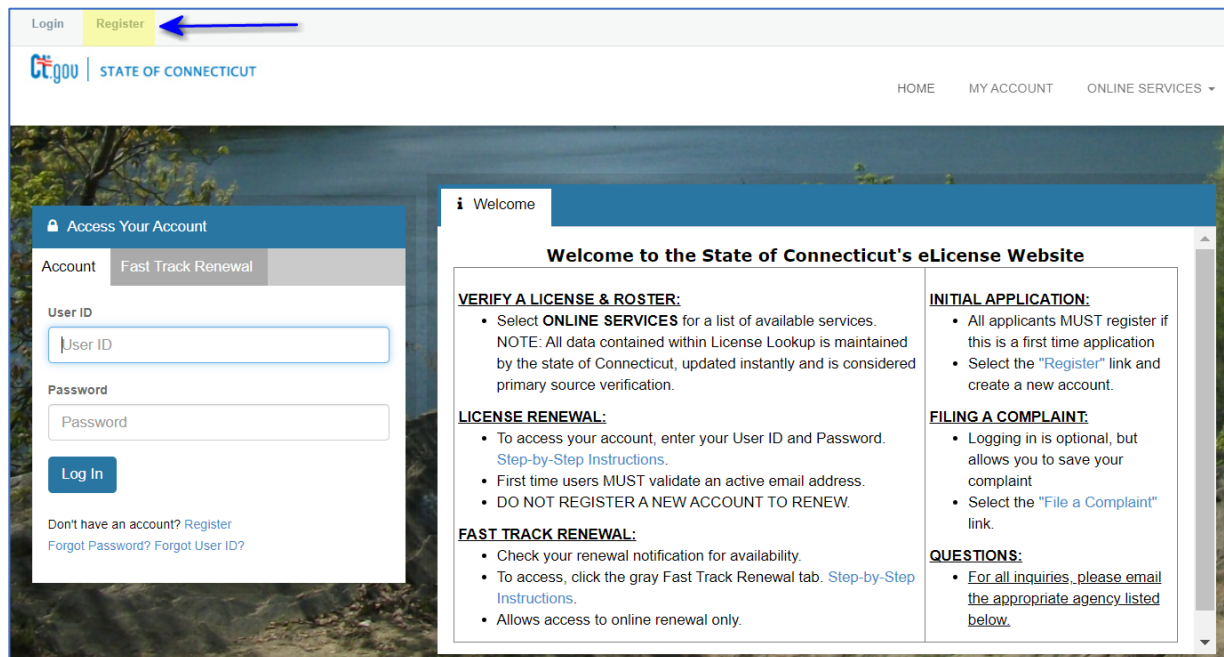 Login Register
Ct.gov STATE OF CONNECTICUT
HOME MY ACCOUNT ONLINE SERVICES
Access Your Account
Account Fast Track Renewal
User ID
User ID
Password
Password
Log In
Don't have an account? Register
Forgot Password? Forgot User ID?
Welcome
Welcome to the State of Connecticut's eLicense Website
VERIFY A LICENSE & ROSTER:
• Select ONLINE SERVICES for a list of available services.
NOTE: All data contained within License Lookup is maintained
by the state of Connecticut, updated instantly and is considered
primary source verification.
LICENSE RENEWAL:
• To access your account, enter your User ID and Password.
Step-by-Step Instructions.
• First time users MUST validate an active email address.
• DO NOT REGISTER A NEW ACCOUNT TO RENEW.
FAST TRACK RENEWAL:
• Check your renewal notification for availability.
• To access, click the gray Fast Track Renewal tab. Step-by-Step
Instructions.
• Allows access to online renewal only.
INITIAL APPLICATION:
• All applicants MUST register if
this is a first time application
• Select the "Register" link and
create a new account.
FILING A COMPLAINT:
• Logging in is optional, but
allows you to save your
complaint
• Select the "File a Complaint"
link.
QUESTIONS:
• For all inquiries, please email
the appropriate agency listed
below.